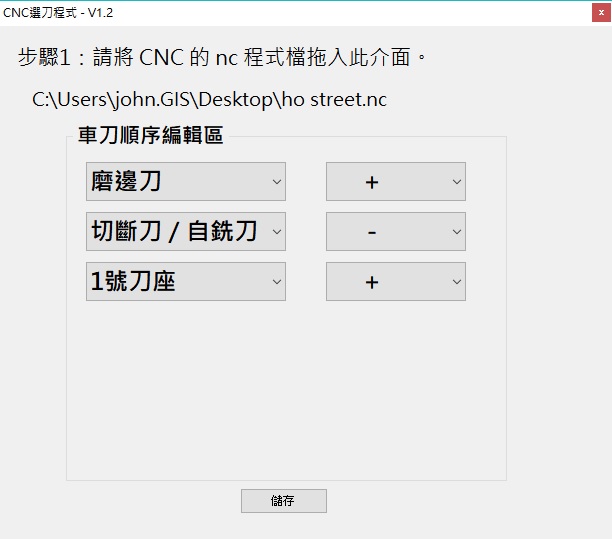 CNC選刀程式 - V1.2
x
步驟1：請將 CNC 的 nc 程式檔拖入此介面。
C:\Users\john.GIS\Desktop\ho street.nc
車刀順序編輯區
磨邊刀 +
切斷刀 / 自銑刀 -
1號刀座 +
儲存